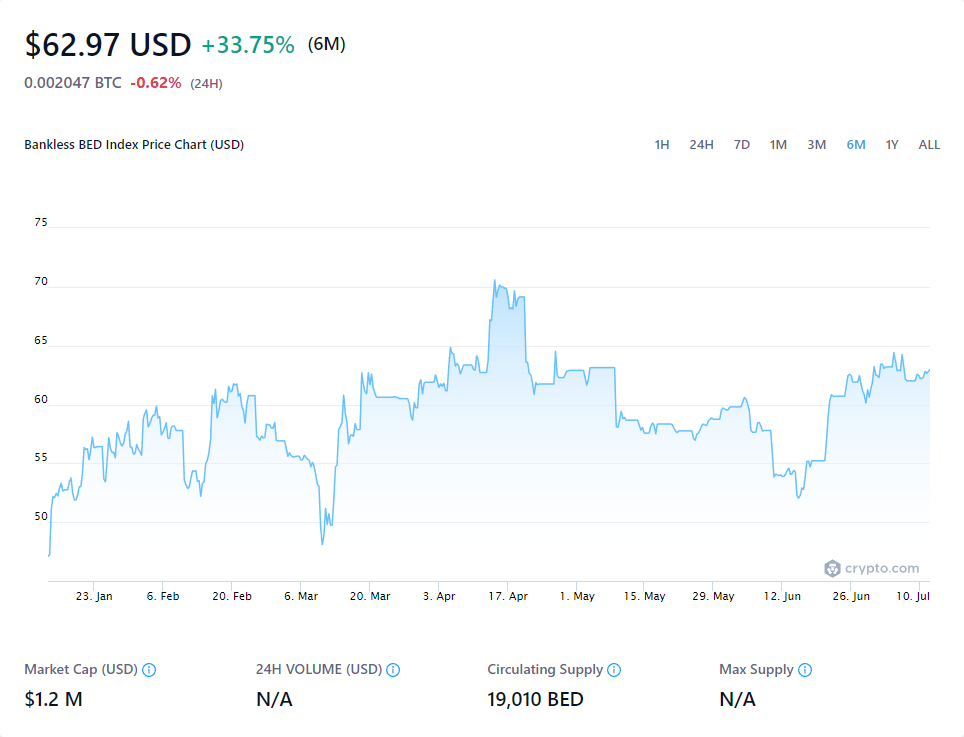 $62.97 USD +33.75% (6M)
0.002047 BTC -0.62% (24H)
Bankless BED Index Price Chart (USD) 1H 24H 7D 1M 3M 6M 1Y ALL
75
70
65
60
55
50
crypto.com
23. Jan 6. Feb 20. Feb 6. Mar 20. Mar 3. Apr 17. Apr 1. May 15. May 29. May 12. Jun 26. Jun 10. Jul
Market Cap (USD) 24H VOLUME (USD) Circulating Supply Max Supply
$1.2 M N/A 19,010 BED N/A